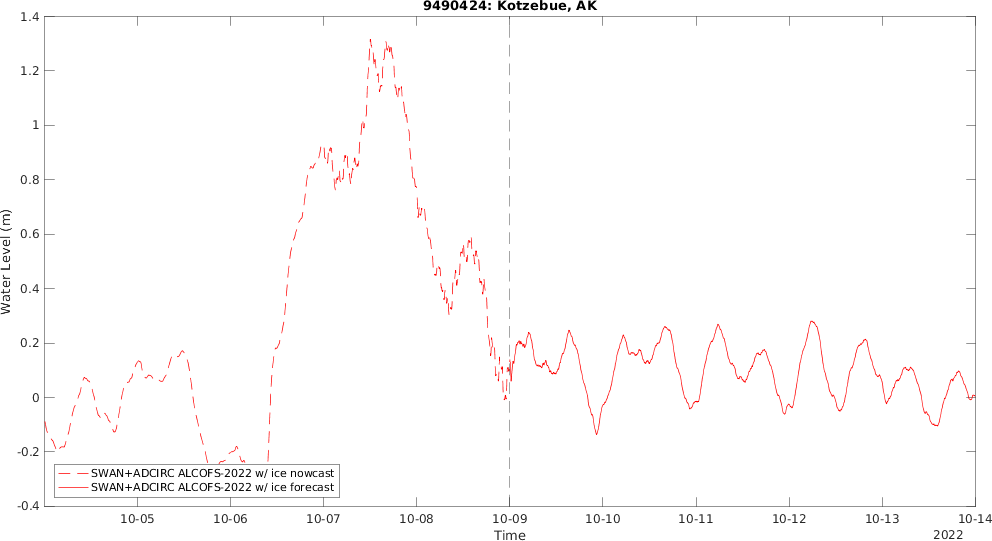 9490424: Kotzebue, AK
1.4
1.2
1
0.8
0.6
0.4
0.2
0
-0.2
-0.4
Water Level (m)
SWAN+ADCIRC ALCOFS-2022 w/ ice nowcast
SWAN+ADCIRC ALCOFS-2022 w/ ice forecast
10-05 10-06 10-07 10-08 10-09 10-10 10-11 10-12 10-13 10-14
Time
2022